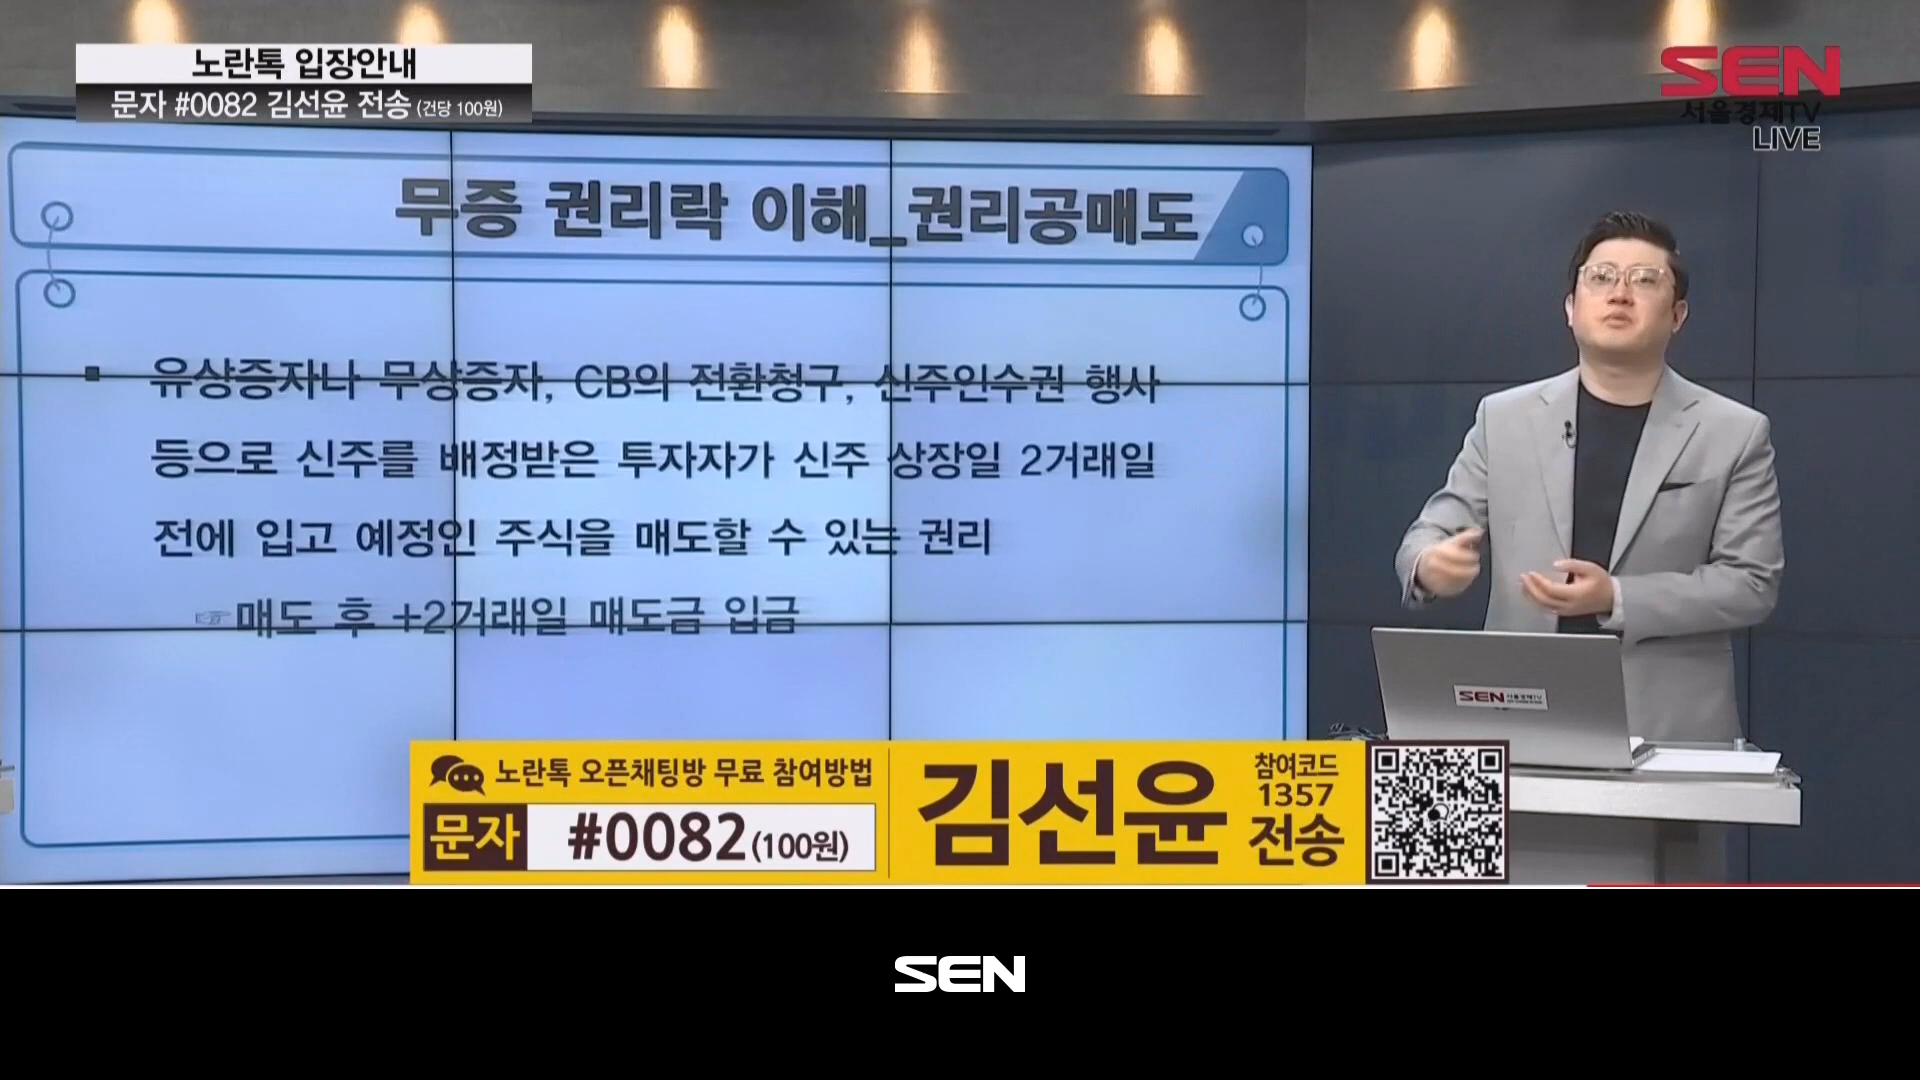 노란톡 입장안내
문자 #0082 김선윤 전송 (건당 100원)
SEN
서울경제TV
LIVE
무증 권리락 이해_권리공매도
▪ 유상증자나 무상증자, CB의 전환청구, 신주인수권 행사
등으로 신주를 배정받은 투자자가 신주 상장일 2거래일
전에 입고 예정인 주식을 매도할 수 있는 권리
☞매도 후 +2거래일 매도금 입금
SEN 서울경제TV
노란톡 오픈채팅방 무료 참여방법
문자 #0082 (100원)
김선윤
참여코드
1357
전송
SEN